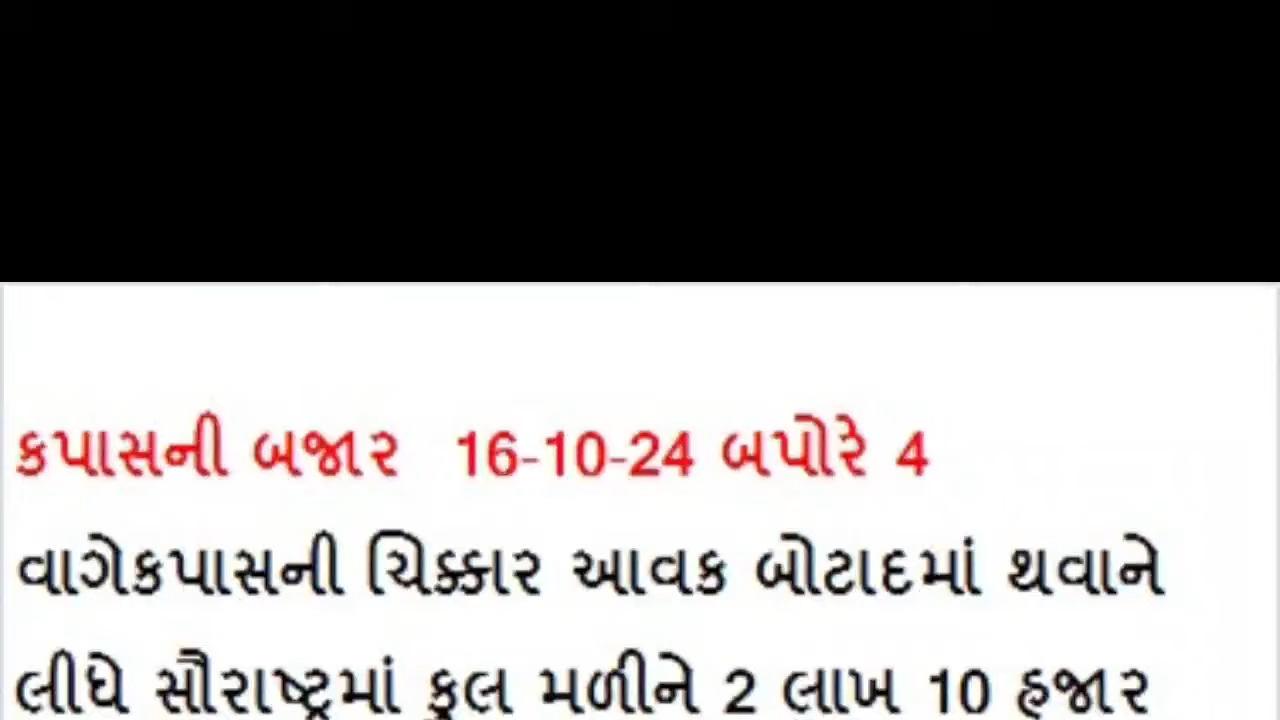 કપાસની બજાર 16-10-24 બપોરે 4
વાગેકપાસની ચિક્કાર આવક બોટાદમાં થવાને
લીધે સૌરાષ્ટ્રમાં કુલ મળીને 2 લાખ 10 હજાર